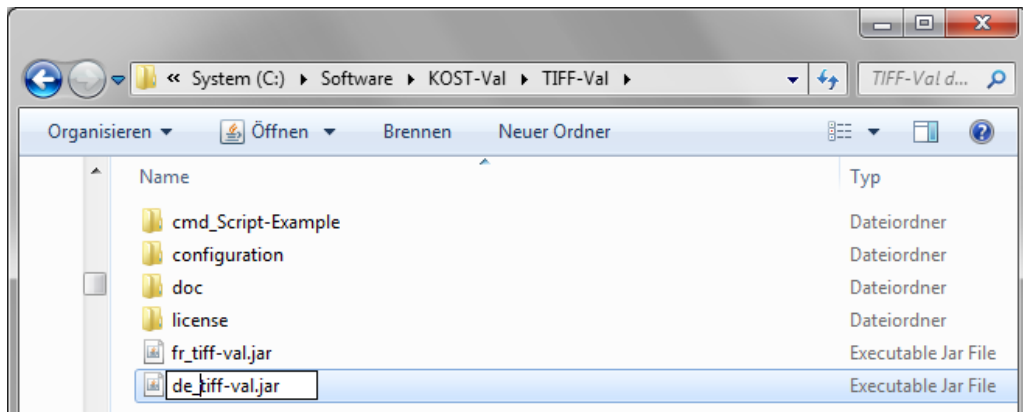 « System (C:) ▸ Software ▸ KOST-Val ▸ TIFF-Val ▸ TIFF-Val d...
Organisieren Öffnen Brennen Neuer Ordner
Name Typ
cmd_Script-Example Dateiordner
configuration Dateiordner
doc Dateiordner
license Dateiordner
fr_tiff-val.jar Executable Jar File
de_tiff-val.jar Executable Jar File